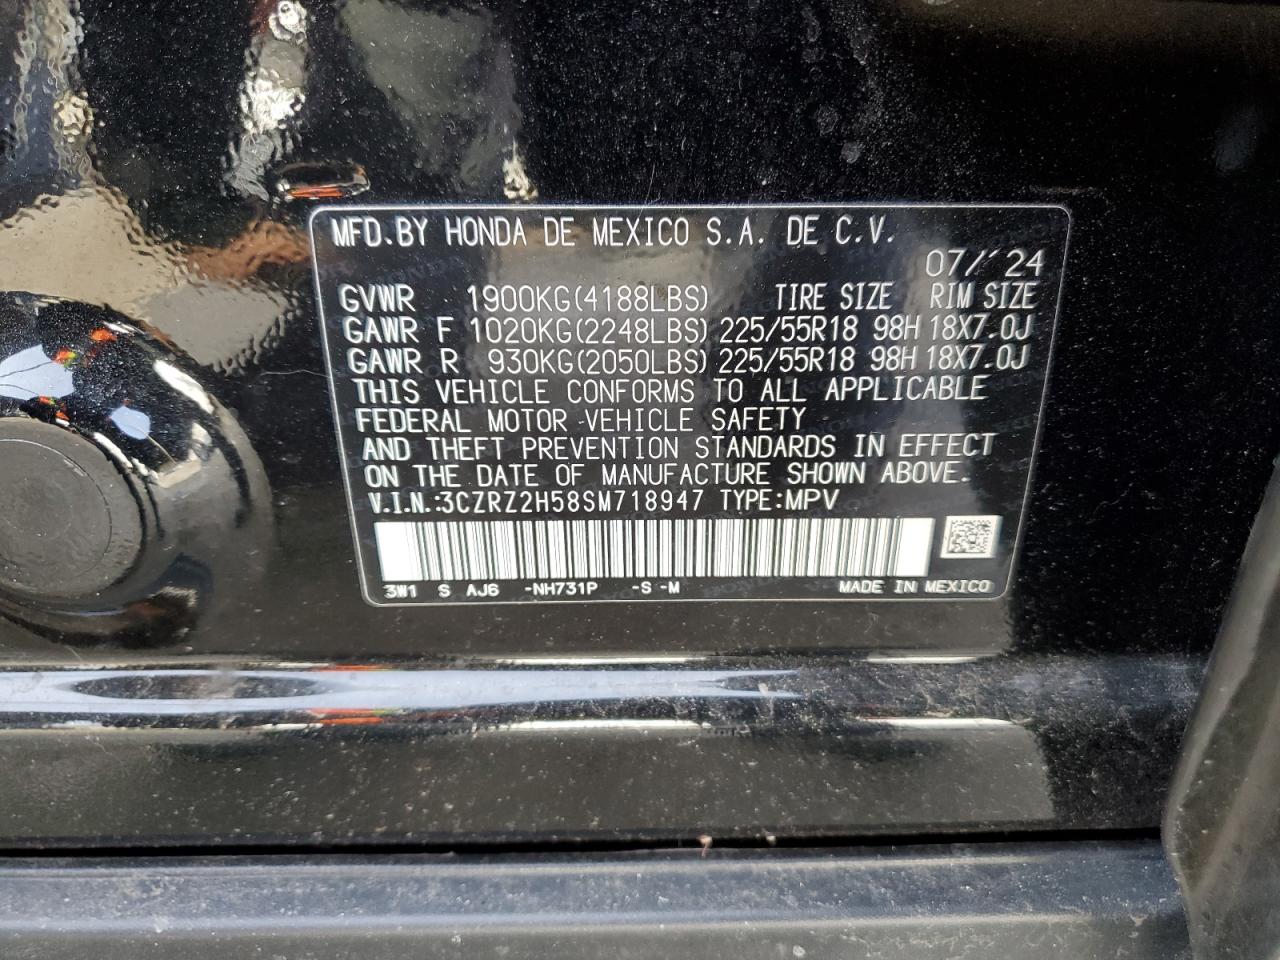 MFD.BY HONDA DE MEXICO S.A. DE C.V.
07/´24
GVWR 1900KG(4188LBS) TIRE SIZE RIM SIZE
GAWR F 1020KG(2248LBS) 225/55R18 98H 18X7.0J
GAWR R 930KG(2050LBS) 225/55R18 98H 18X7.0J
THIS VEHICLE CONFORMS TO ALL APPLICABLE
FEDERAL MOTOR VEHICLE SAFETY
AND THEFT PREVENTION STANDARDS IN EFFECT
ON THE DATE OF MANUFACTURE SHOWN ABOVE.
V.I.N.:3CZRZ2H58SM718947 TYPE:MPV
3W1 S AJ6 -NH731P -S -M MADE IN MEXICO